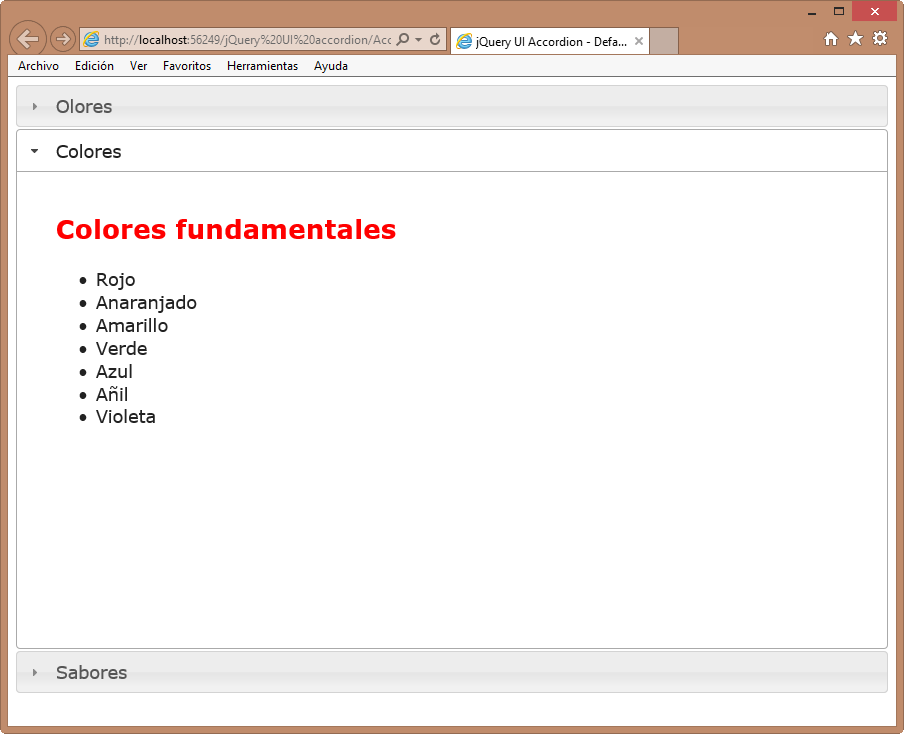 http://localhost:56249/jQuery%20UI%20accordion/Acc
jQuery UI Accordion - Defa...
Archivo Edición Ver Favoritos Herramientas Ayuda
Olores
Colores
Colores fundamentales
Rojo
Anaranjado
Amarillo
Verde
Azul
Añil
Violeta
Sabores